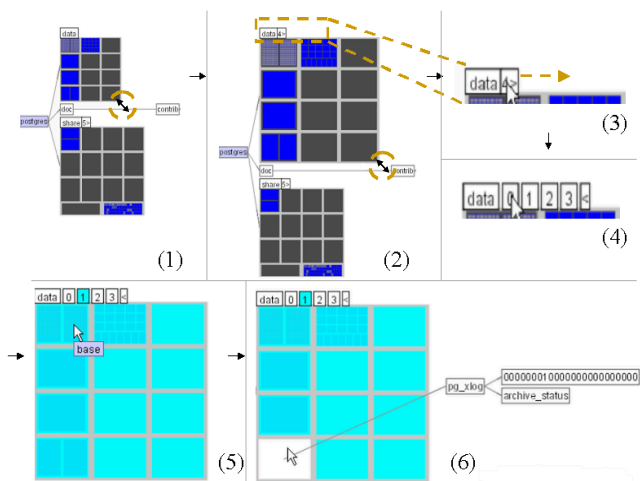 data
postgres
doc
contrib
share 5>
(1)
data 4>
postgres
doc
contrib
share 5>
(2)
data 4>
(3)
data 0 1 2 3 <
(4)
data 0 1 2 3 <
base
(5)
data 0 1 2 3 <
pg_xlog
000000010000000000000000
archive_status
(6)